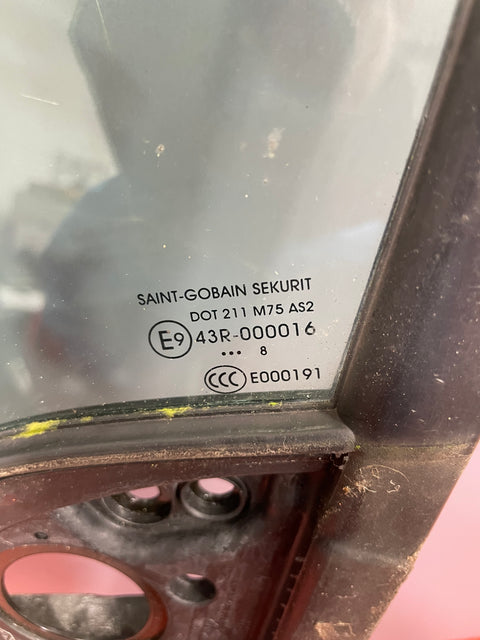 SAINT-GOBAIN SEKURIT
DOT 211 M75 AS2
E9 43R-000016
... 8
CCC E000191